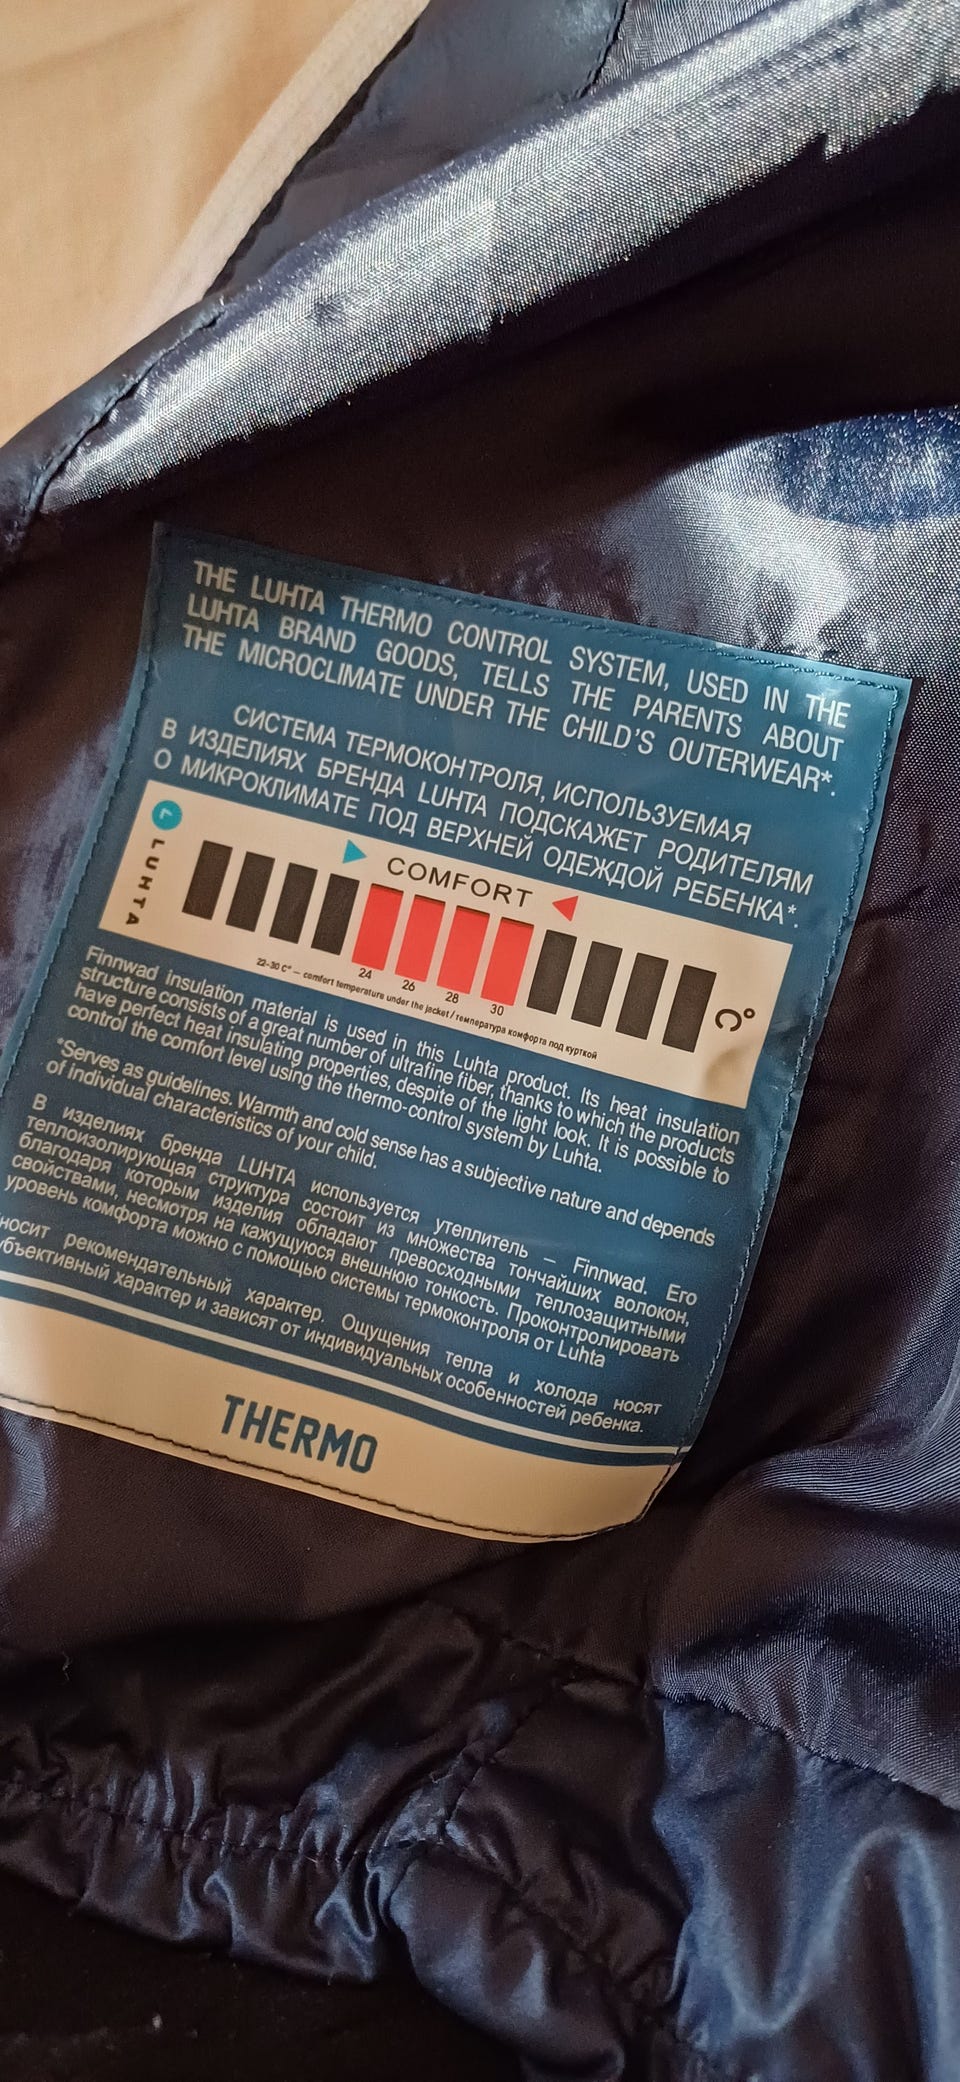 THE LUHTA THERMO CONTROL SYSTEM, USED IN THE
LUHTA BRAND GOODS, TELLS THE PARENTS ABOUT
THE MICROCLIMATE UNDER THE CHILD'S OUTERWEAR*.
СИСТЕМА ТЕРМОКОНТРОЛЯ, ИСПОЛЬЗУЕМАЯ
В ИЗДЕЛИЯХ БРЕНДА LUHTA ПОДСКАЖЕТ РОДИТЕЛЯМ
О МИКРОКЛИМАТЕ ПОД ВЕРХНЕЙ ОДЕЖДОЙ РЕБЕНКА*.
LUHTA
COMFORT
24 26 28 30
C°
22-30 C° — comfort temperature under the jacket / температура комфорта под курткой
Finnwad insulation material is used in this Luhta product. Its heat insulation
structure consists of a great number of ultrafine fiber, thanks to which the products
have perfect heat insulating properties, despite of the light look. It is possible to
control the comfort level using the thermo-control system by Luhta.
*Serves as guidelines. Warmth and cold sense has a subjective nature and depends
of individual characteristics of your child.
В изделиях бренда LUHTA используется утеплитель – Finnwad. Его
теплоизолирующая структура состоит из множества тончайших волокон,
благодаря которым изделия обладают превосходными теплозащитными
свойствами, несмотря на кажущуюся внешнюю тонкость. Проконтролировать
уровень комфорта можно с помощью системы термоконтроля от Luhta
носит рекомендательный характер. Ощущения тепла и холода носят
убъективный характер и зависят от индивидуальных особенностей ребенка.
THERMO